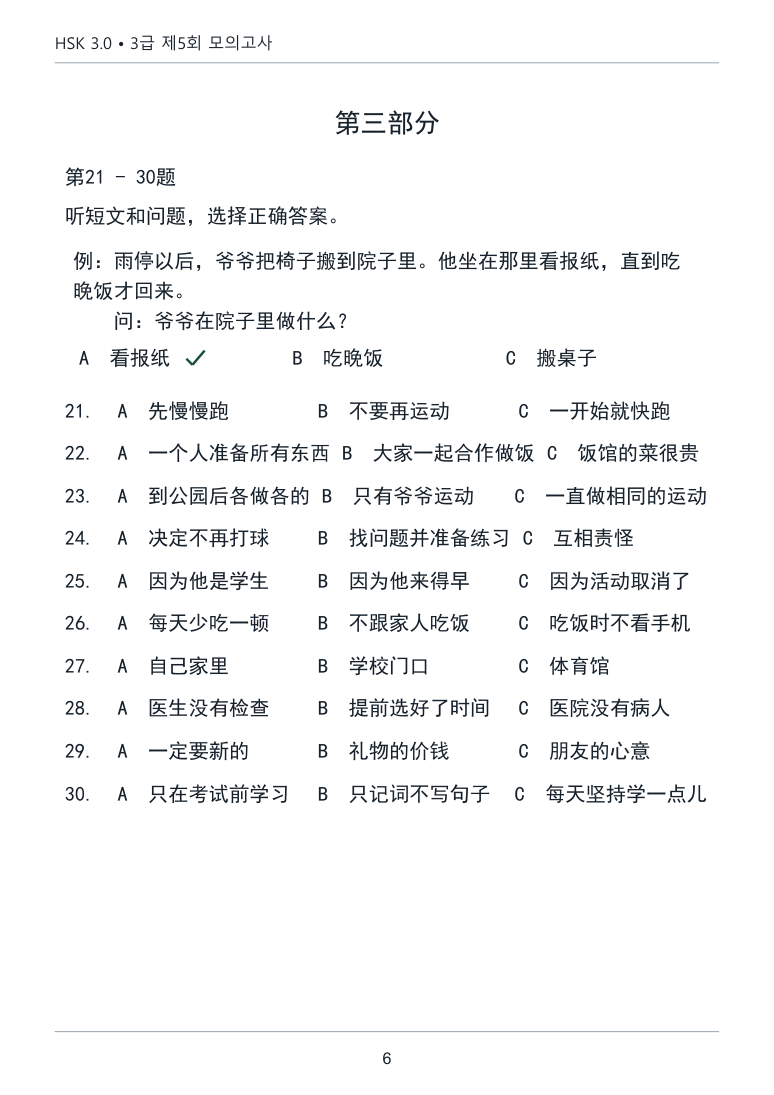 HSK 3.0 • 3급 제5회 모의고사
第三部分
第21 - 30题
听短文和问题，选择正确答案。
例：雨停以后，爷爷把椅子搬到院子里。他坐在那里看报纸，直到吃
晚饭才回来。
问：爷爷在院子里做什么？
A 看报纸 ✓ B 吃晚饭 C 搬桌子
21. A 先慢慢跑 B 不要再运动 C 一开始就快跑
22. A 一个人准备所有东西 B 大家一起合作做饭 C 饭馆的菜很贵
23. A 到公园后各做各的 B 只有爷爷运动 C 一直做相同的运动
24. A 决定不再打球 B 找问题并准备练习 C 互相责怪
25. A 因为他是学生 B 因为他来得早 C 因为活动取消了
26. A 每天少吃一顿 B 不跟家人吃饭 C 吃饭时不看手机
27. A 自己家里 B 学校门口 C 体育馆
28. A 医生没有检查 B 提前选好了时间 C 医院没有病人
29. A 一定要新的 B 礼物的价钱 C 朋友的心意
30. A 只在考试前学习 B 只记词不写句子 C 每天坚持学一点儿
6